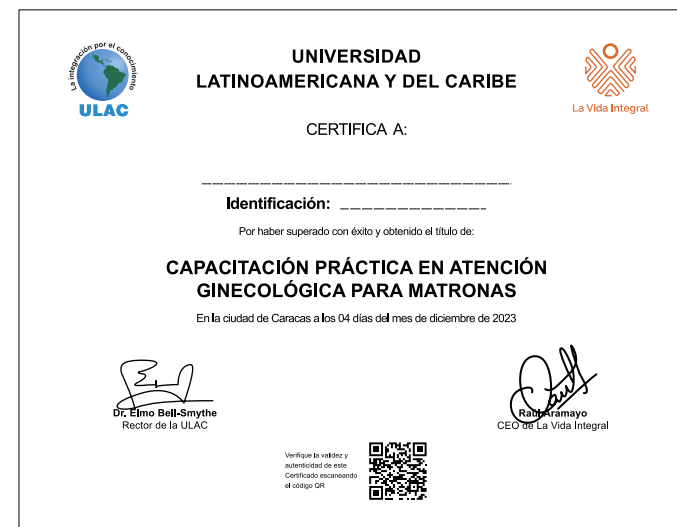 La integración por el conocimiento
ULAC
UNIVERSIDAD
LATINOAMERICANA Y DEL CARIBE
La Vida Integral
CERTIFICA A:
Identificación:
Por haber superado con éxito y obtenido el título de:
CAPACITACIÓN PRÁCTICA EN ATENCIÓN
GINECOLÓGICA PARA MATRONAS
En la ciudad de Caracas a los 04 días del mes de diciembre de 2023
Dr. Elmo Bell-Smythe
Rector de la ULAC
Raúl Aramayo
CEO de La Vida Integral
Verifique la validez y
autenticidad de este
Certificado escaneando
el código QR